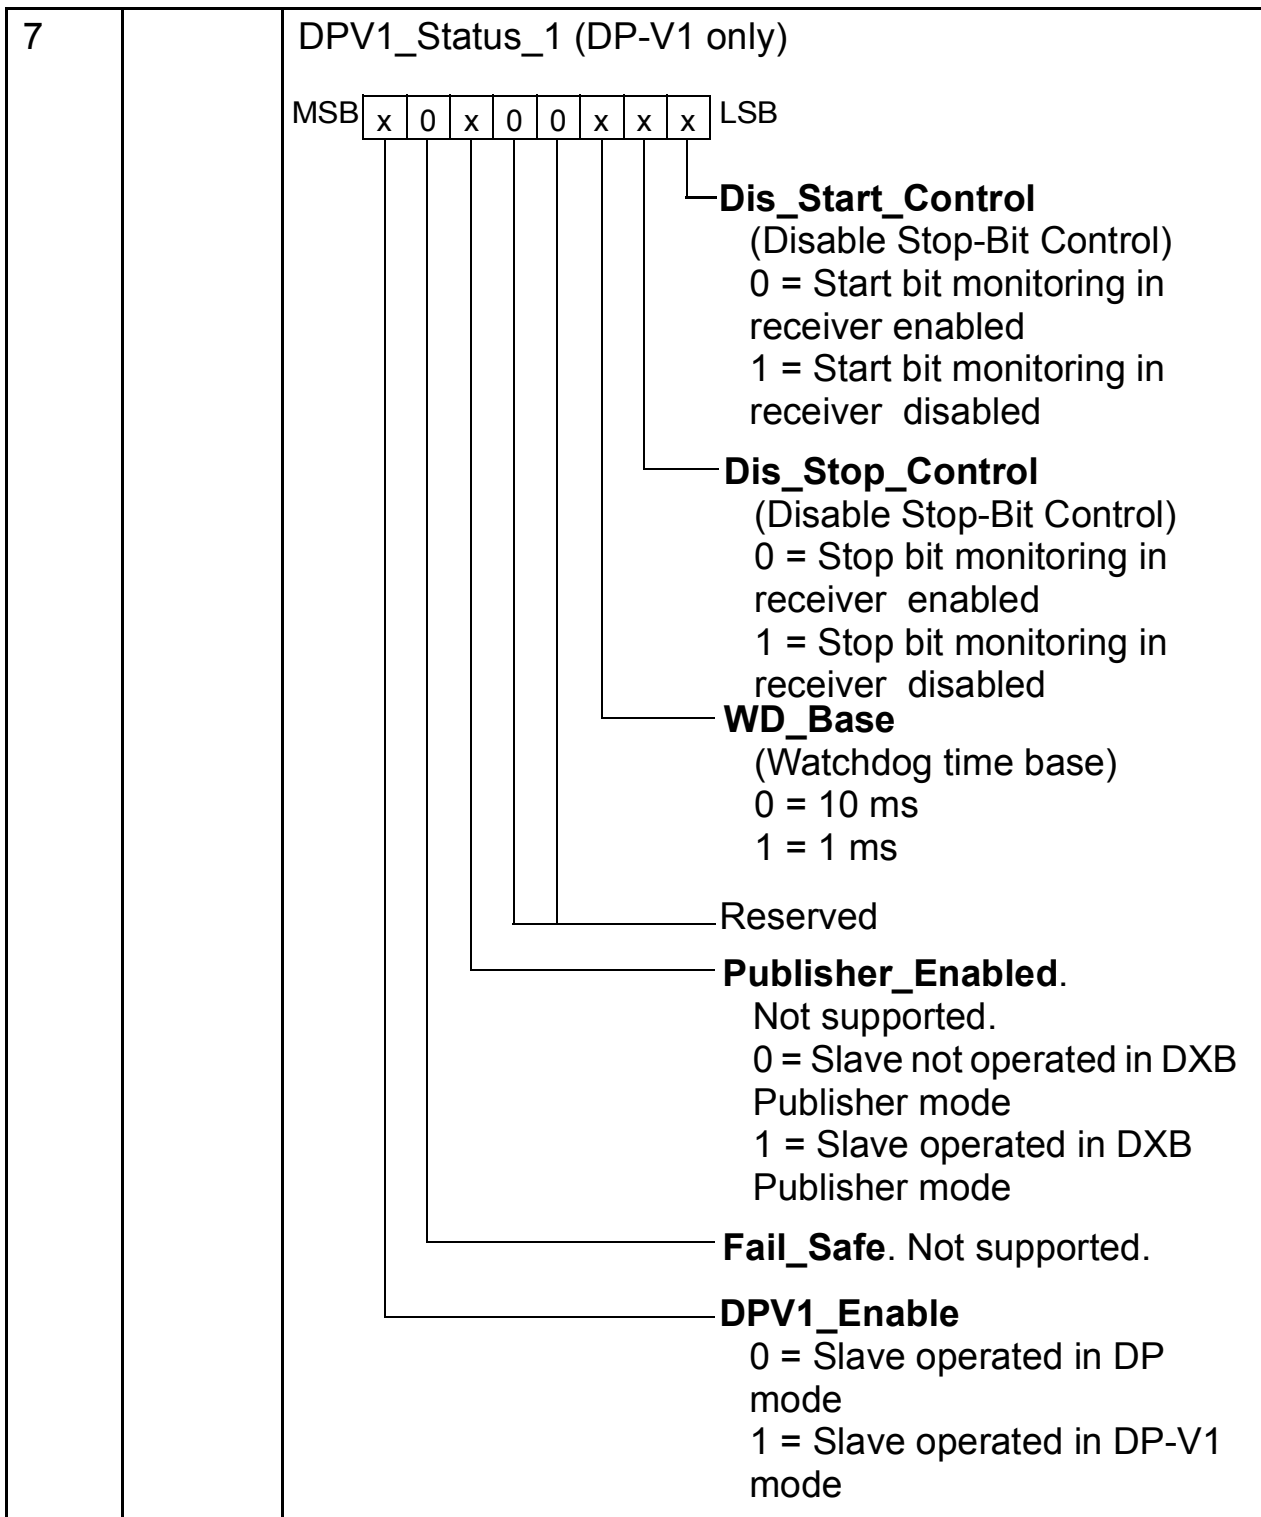 7
DPV1_Status_1 (DP-V1 only)
MSB x 0 x 0 0 x x x LSB
Dis_Start_Control
(Disable Stop-Bit Control)
0 = Start bit monitoring in
receiver enabled
1 = Start bit monitoring in
receiver disabled
Dis_Stop_Control
(Disable Stop-Bit Control)
0 = Stop bit monitoring in
receiver enabled
1 = Stop bit monitoring in
receiver disabled
WD_Base
(Watchdog time base)
0 = 10 ms
1 = 1 ms
Reserved
Publisher_Enabled.
Not supported.
0 = Slave not operated in DXB
Publisher mode
1 = Slave operated in DXB
Publisher mode
Fail_Safe. Not supported.
DPV1_Enable
0 = Slave operated in DP
mode
1 = Slave operated in DP-V1
mode